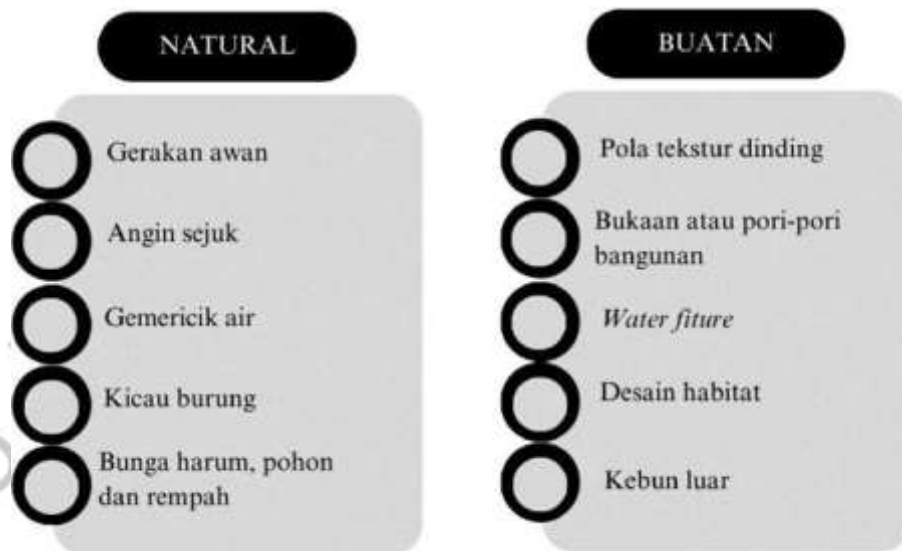 NATURAL
Gerakan awan
Angin sejuk
Gemericik air
Kicau burung
Bunga harum, pohon
dan rempah
BUATAN
Pola tekstur dinding
Bukaan atau pori-pori
bangunan
Water fiture
Desain habitat
Kebun luar